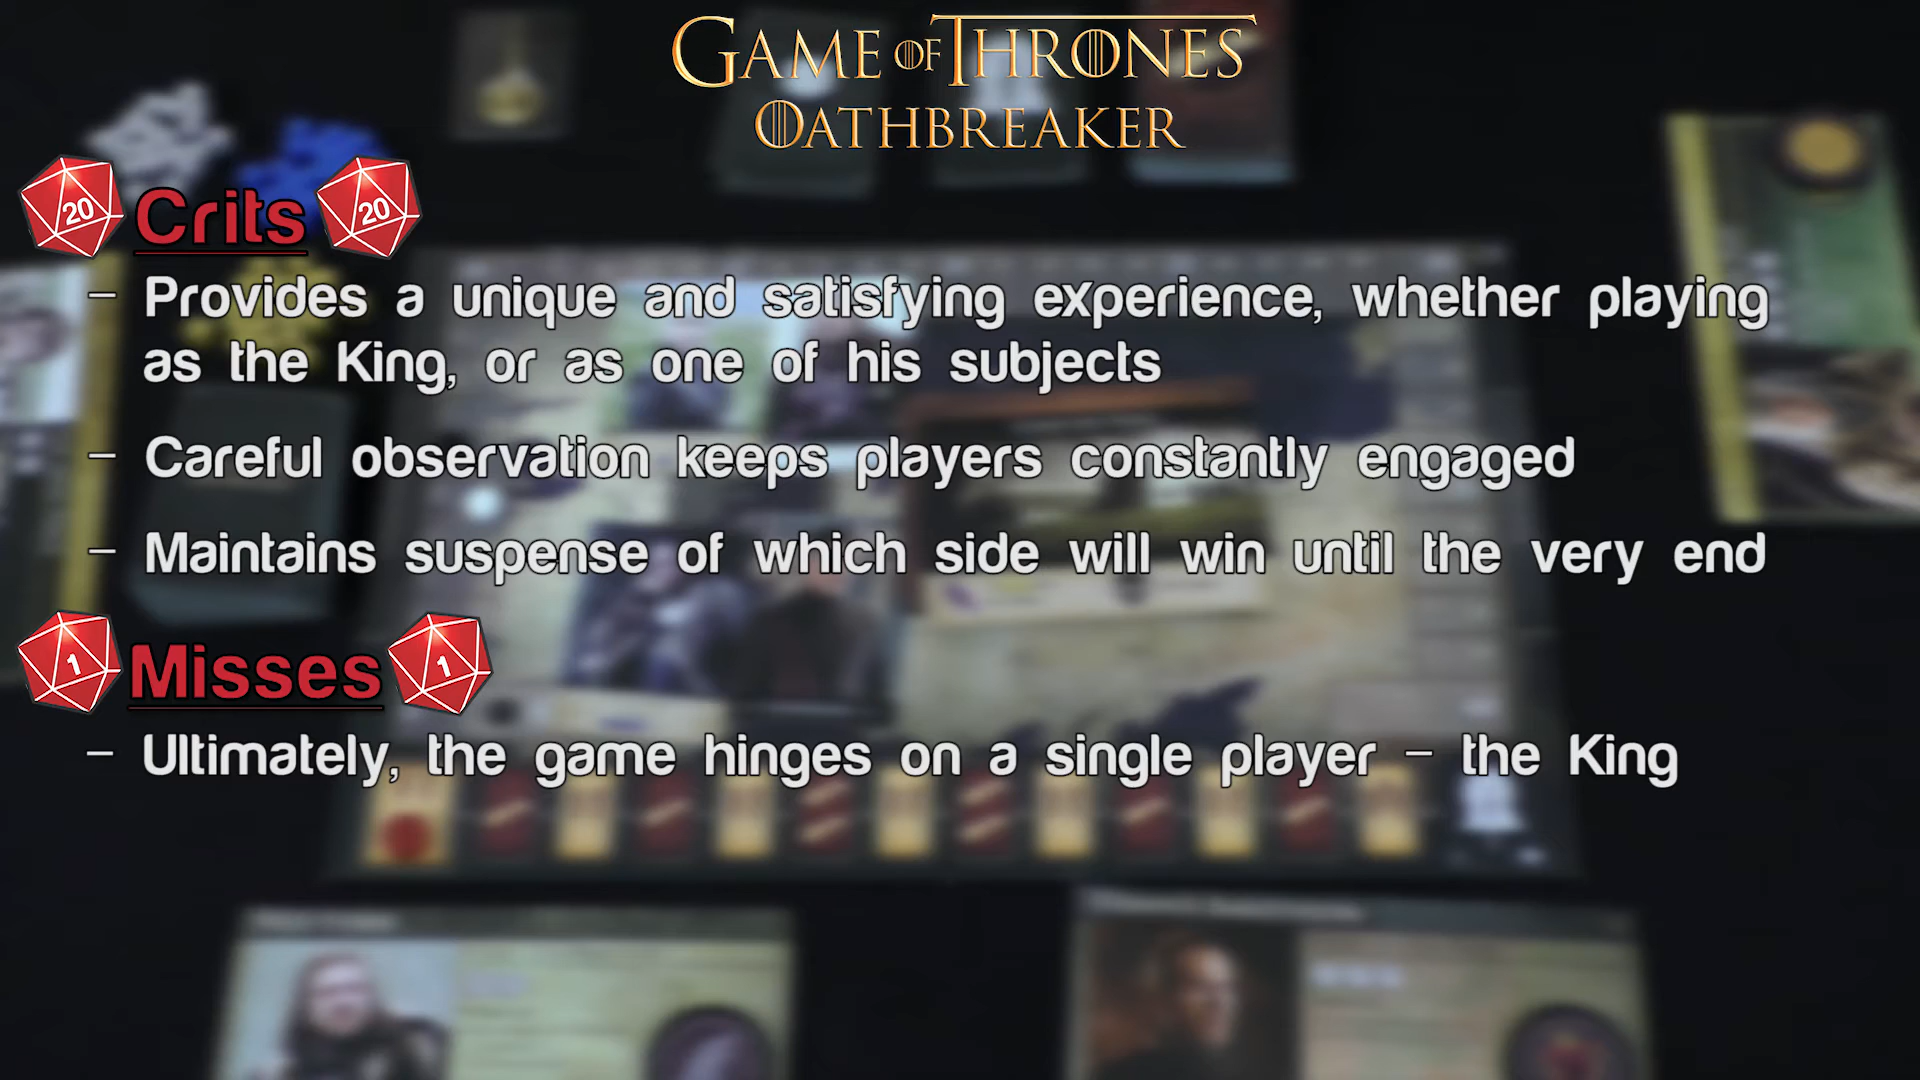 GAME OF THRONES
OATHBREAKER
20 Crits 20
– Provides a unique and satisfying experience, whether playing
as the King, or as one of his subjects
– Careful observation keeps players constantly engaged
– Maintains suspense of which side will win until the very end
1 Misses 1
– Ultimately, the game hinges on a single player – the King